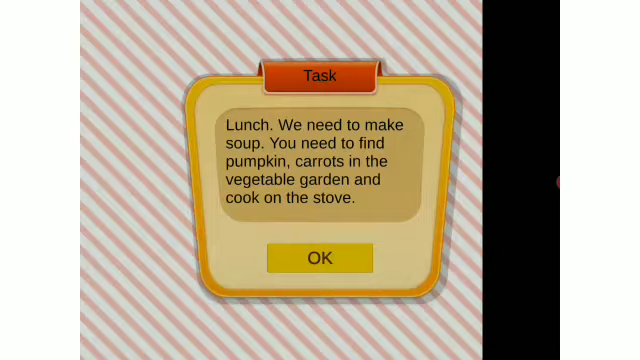 Task
Lunch. We need to make
soup. You need to find
pumpkin, carrots in the
vegetable garden and
cook on the stove.
OK